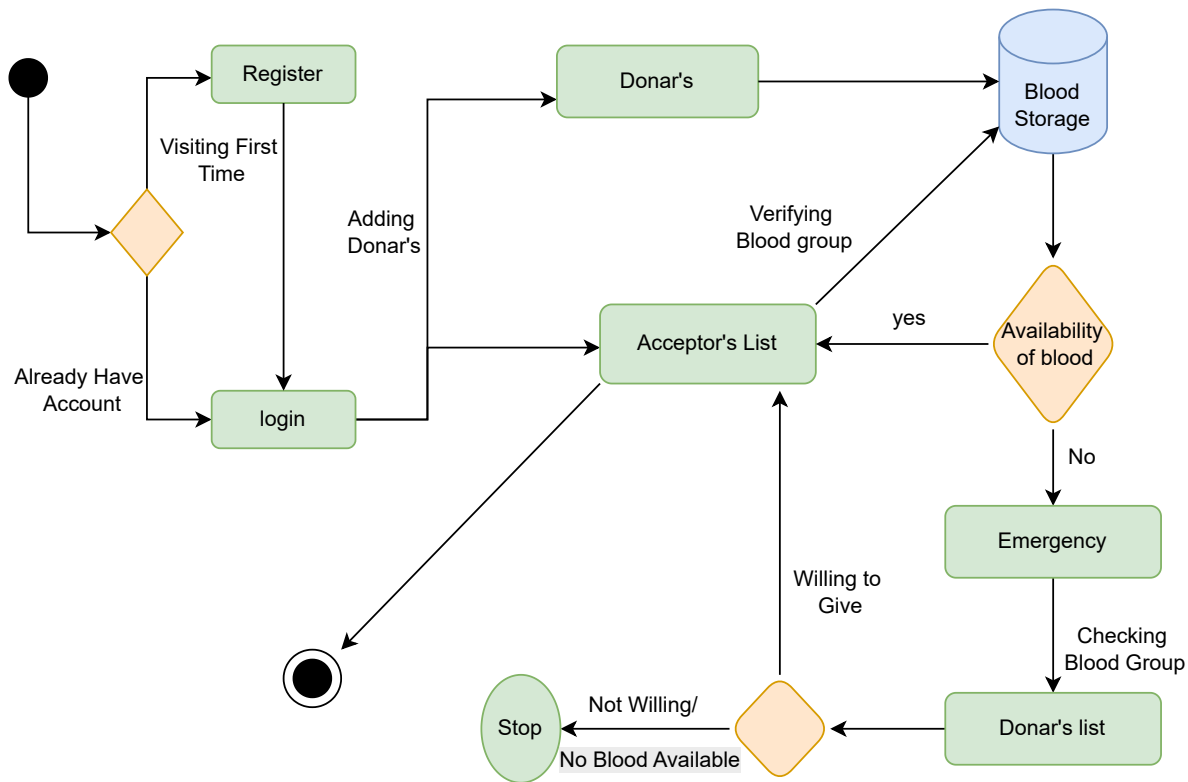 Register
Donar's
Blood
Storage
Visiting First
Time
Adding
Donar's
Verifying
Blood group
Acceptor's List
yes
Availability
of blood
Already Have
Account
login
No
Emergency
Willing to
Give
Checking
Blood Group
Stop
Not Willing/
No Blood Available
Donar's list